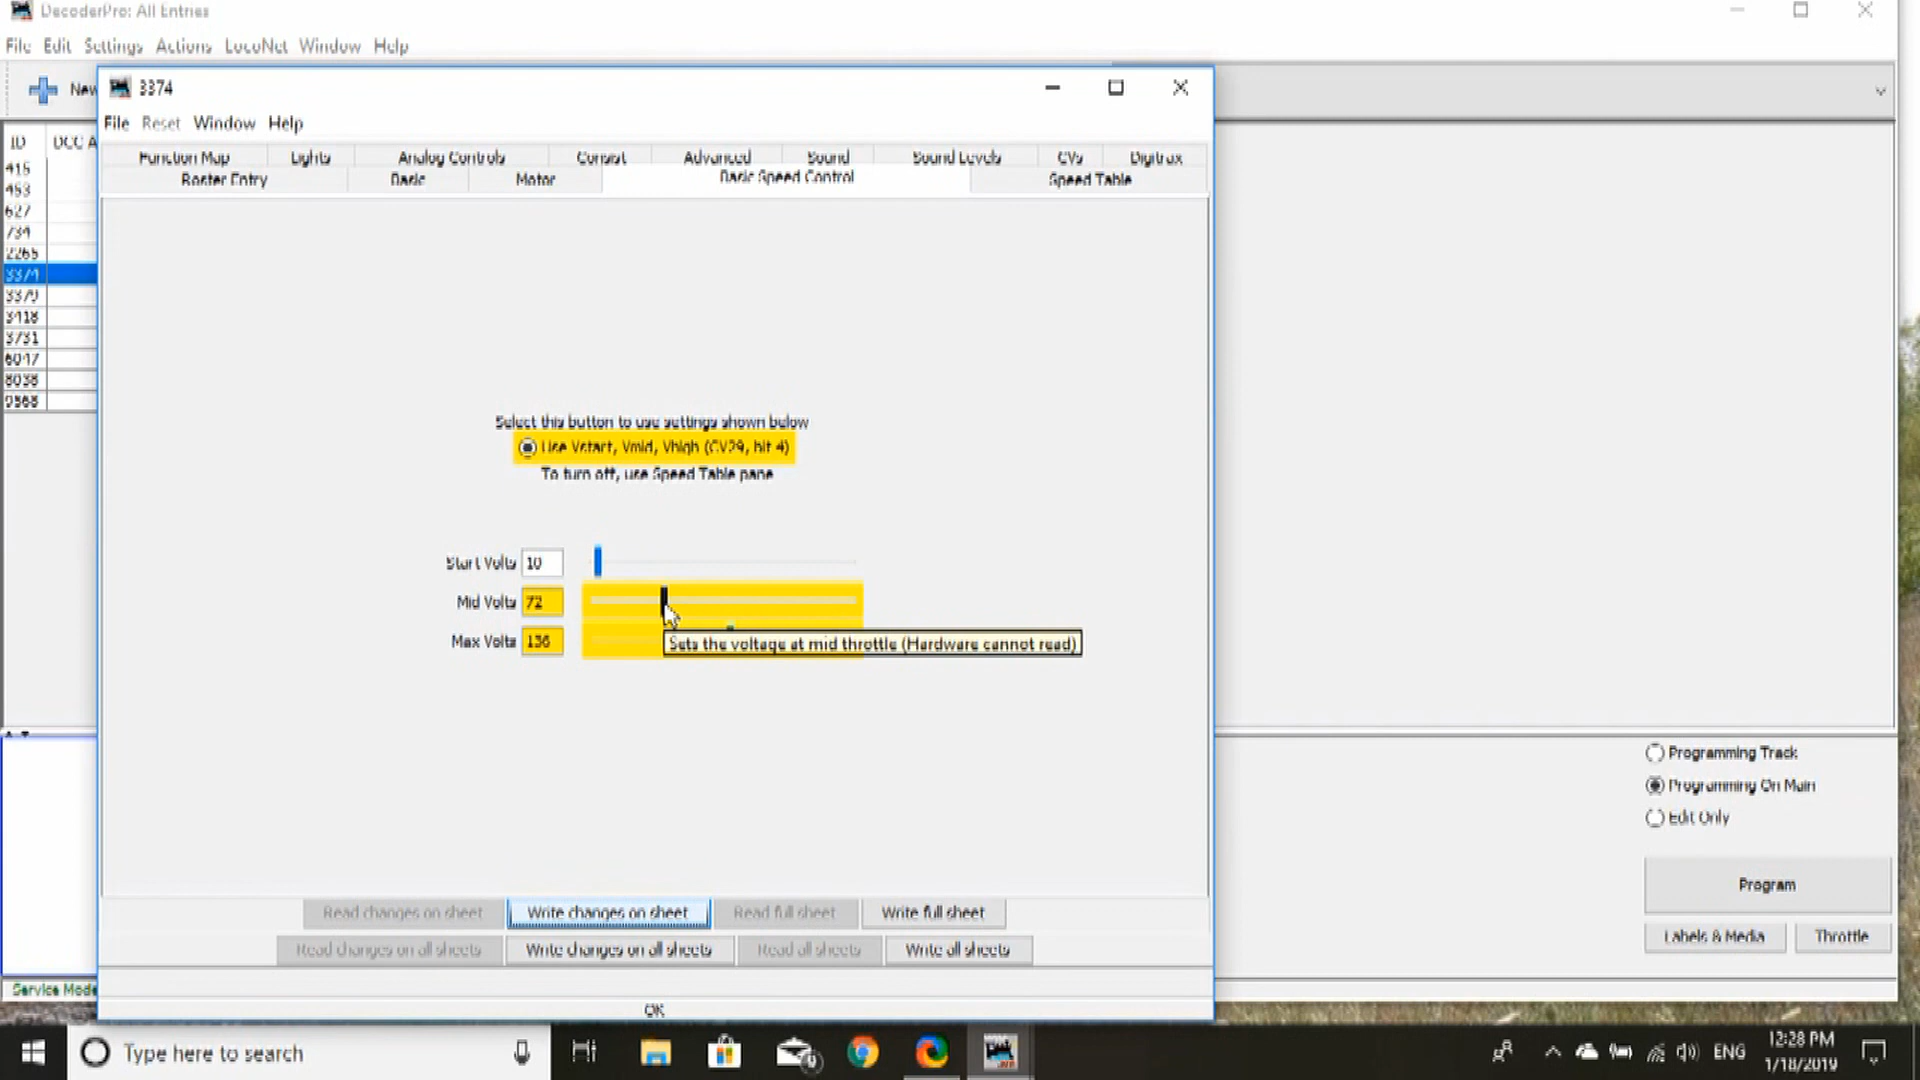 DecoderPro: All Entries
File Edit Settings Actions LocoNet Window Help
New
3374
File Reset Window Help
ID DCC A
Function Map Lights Analog Controls Consist Advanced Sound Sound Levels CVs Digitrax
Roster Entry Basic Motor Basic Speed Control Speed Table
415
453
627
734
2265
3374
3379
3418
3731
6047
8038
Select this button to use settings shown below
Use Vstart, Vmid, Vhigh (CV29, bit 4)
To turn off, use Speed Table pane
Start Volts 10
Mid Volts 72
Max Volts 136
Sets the voltage at mid throttle (Hardware cannot read)
Programming Track
Programming On Main
Edit Only
Program
Labels & Media Throttle
Read changes on sheet Write changes on sheet Read full sheet Write full sheet
Read changes on all sheets Write changes on all sheets Read all sheets Write all sheets
Service Mode
OK
Type here to search
ENG
12:28 PM
1/18/2019